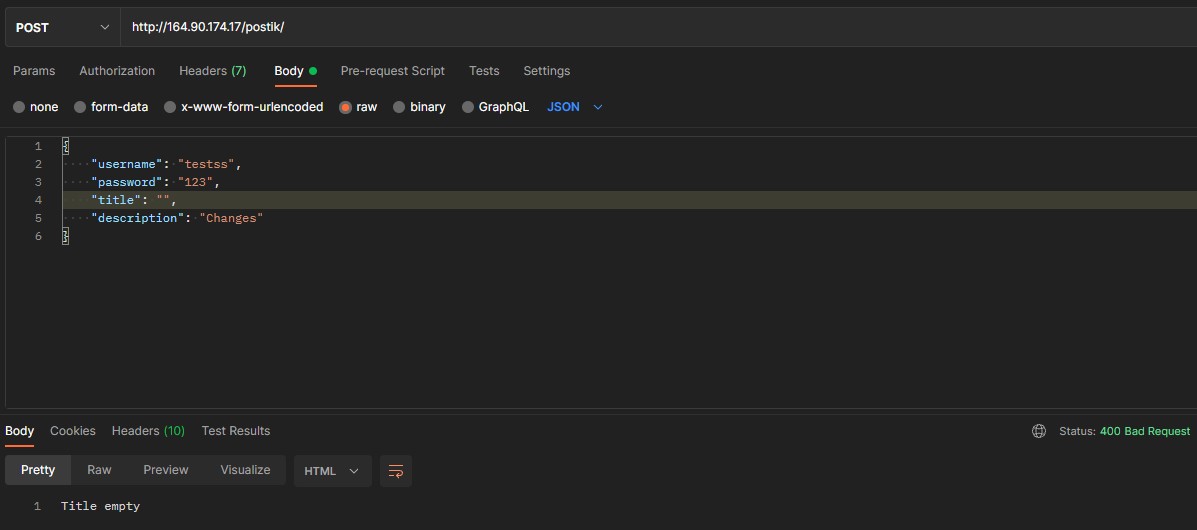 POST http://164.90.174.17/postik/
Params Authorization Headers (7) Body Pre-request Script Tests Settings
none form-data x-www-form-urlencoded raw binary GraphQL JSON
1 {
2 "username": "testss",
3 "password": "123",
4 "title": "",
5 "description": "Changes"
6 }
Body Cookies Headers (10) Test Results Status: 400 Bad Request
Pretty Raw Preview Visualize HTML
1 Title empty